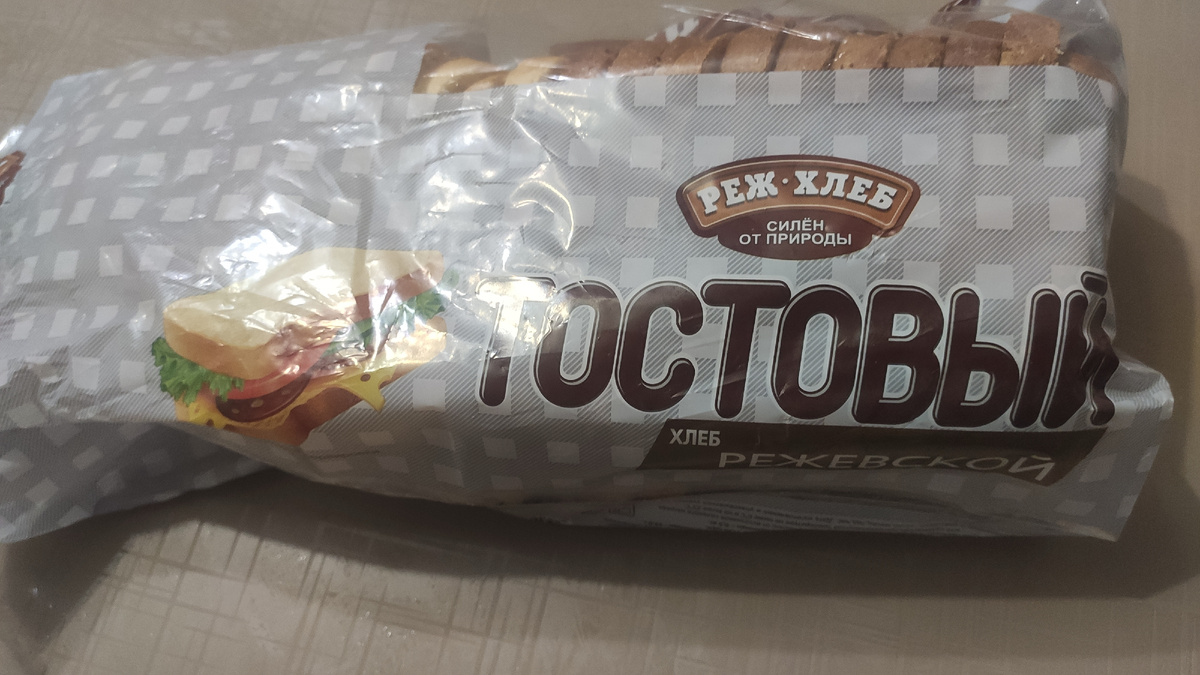 РЕЖ·ХЛЕБ
СИЛЁН
ОТ ПРИРОДЫ
ТОСТОВЫЙ
ХЛЕБ
РЕЖЕВСКОЙ